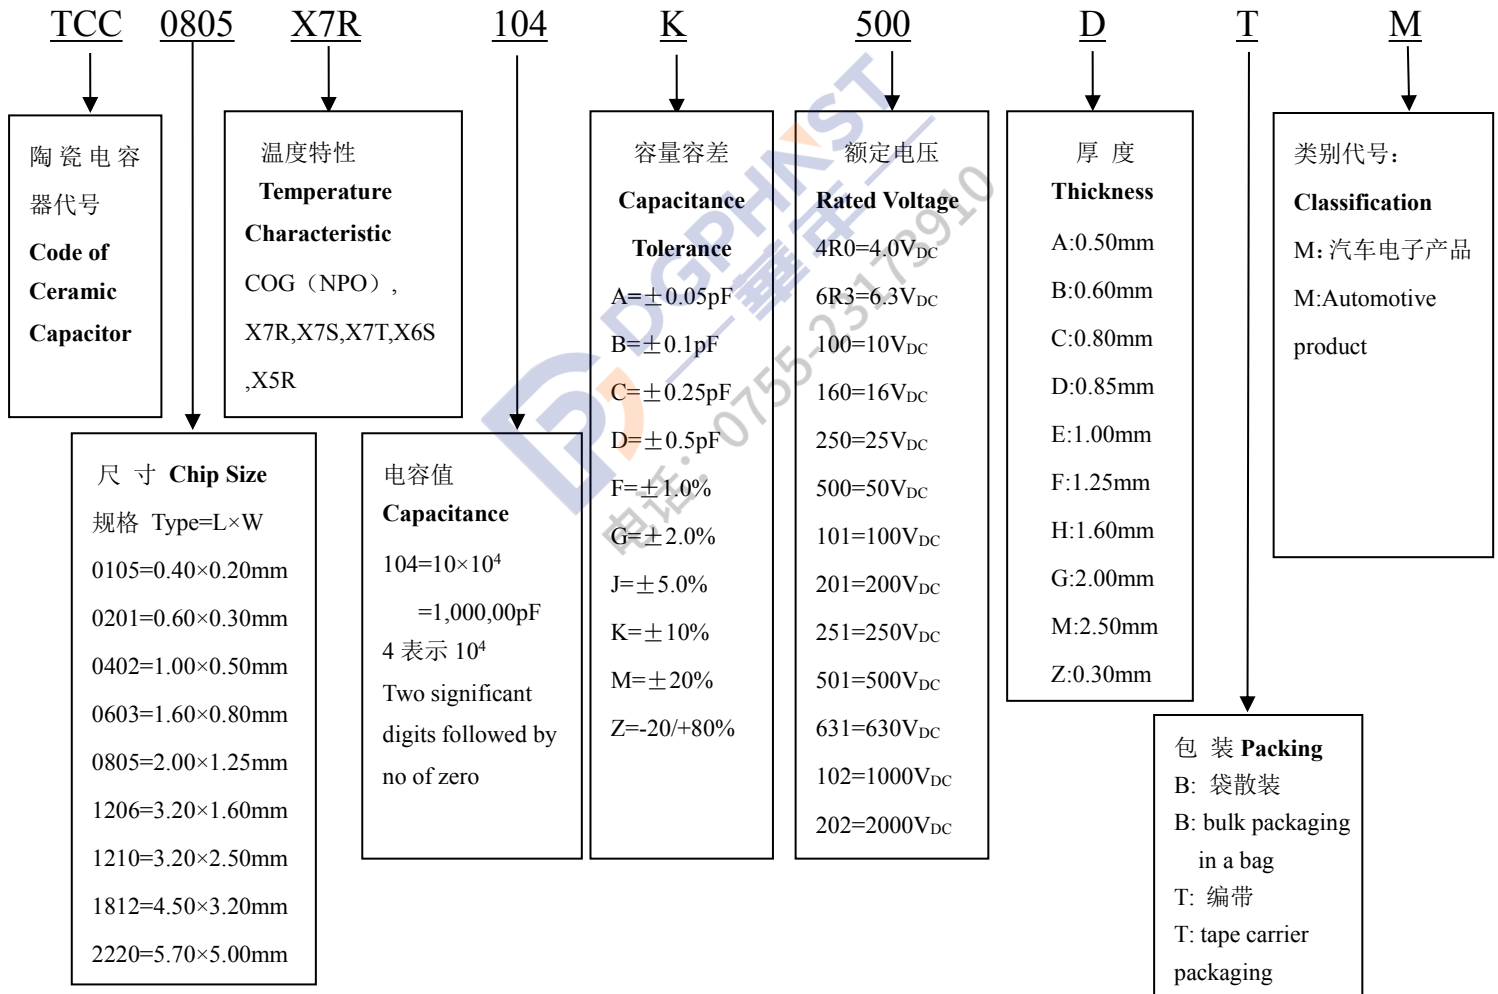 TCC 0805 X7R 104 K 500 D T M
陶瓷电容
器代号
Code of
Ceramic
Capacitor
温度特性
Temperature
Characteristic
COG（NPO）,
X7R,X7S,X7T,X6S
,X5R
容量容差
Capacitance
Tolerance
A=±0.05pF
B=±0.1pF
C=±0.25pF
D=±0.5pF
F=±1.0%
G=±2.0%
J=±5.0%
K=±10%
M=±20%
Z=-20/+80%
额定电压
Rated Voltage
4R0=4.0VDC
6R3=6.3VDC
100=10VDC
160=16VDC
250=25VDC
500=50VDC
101=100VDC
201=200VDC
251=250VDC
501=500VDC
631=630VDC
102=1000VDC
202=2000VDC
厚 度
Thickness
A:0.50mm
B:0.60mm
C:0.80mm
D:0.85mm
E:1.00mm
F:1.25mm
H:1.60mm
G:2.00mm
M:2.50mm
Z:0.30mm
类别代号：
Classification
M：汽车电子产品
M:Automotive
product
尺 寸 Chip Size
规格 Type=L×W
0105=0.40×0.20mm
0201=0.60×0.30mm
0402=1.00×0.50mm
0603=1.60×0.80mm
0805=2.00×1.25mm
1206=3.20×1.60mm
1210=3.20×2.50mm
1812=4.50×3.20mm
2220=5.70×5.00mm
电容值
Capacitance
104=10×10⁴
=1,000,00pF
4 表示 10⁴
Two significant
digits followed by
no of zero
包 装 Packing
B: 袋散装
B: bulk packaging
in a bag
T: 编带
T: tape carrier
packaging
DGPHNST
電话：0755-23173910